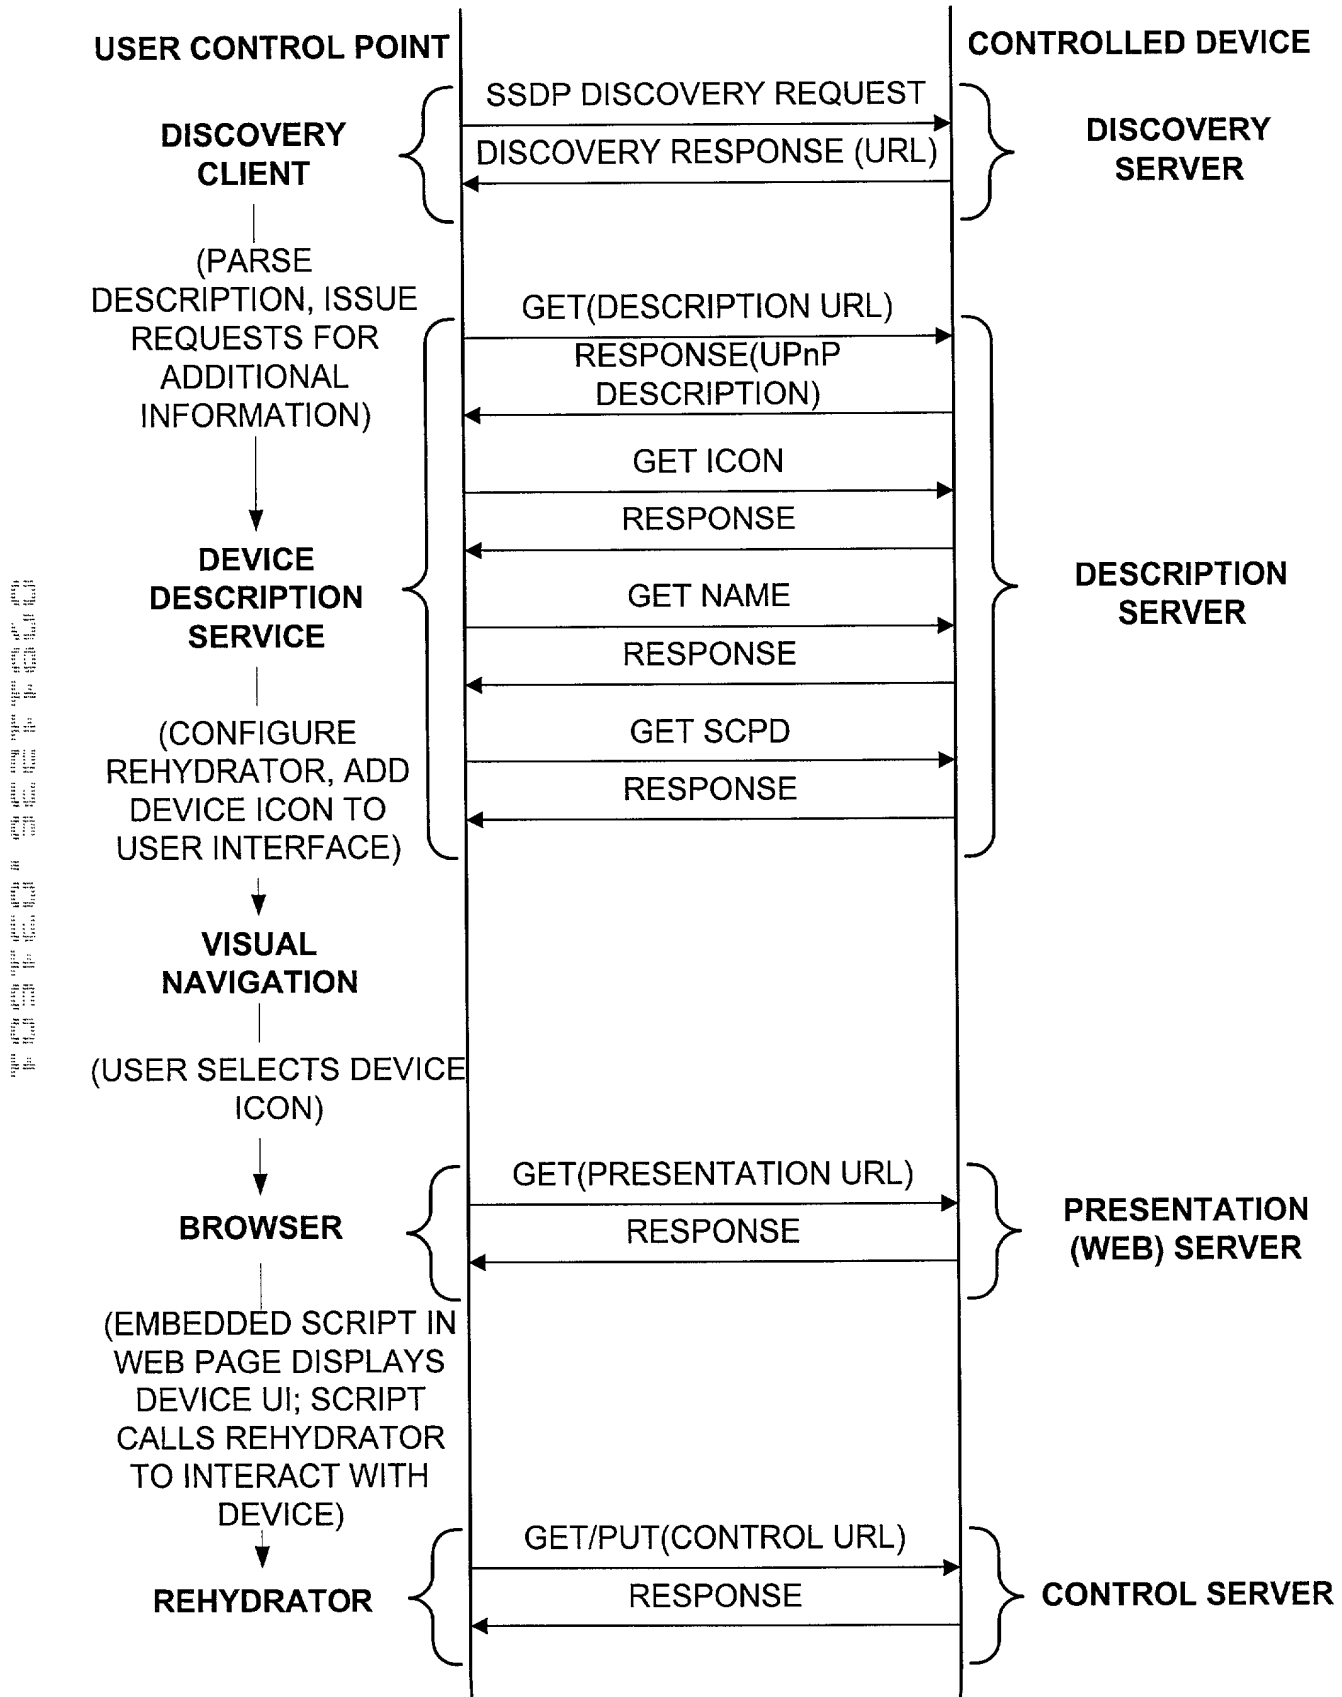 USER CONTROL POINT
CONTROLLED DEVICE
SSDP DISCOVERY REQUEST
DISCOVERY
CLIENT
DISCOVERY
SERVER
DISCOVERY RESPONSE (URL)
(PARSE
DESCRIPTION, ISSUE
REQUESTS FOR
ADDITIONAL
INFORMATION)
GET(DESCRIPTION URL)
RESPONSE(UPnP
DESCRIPTION)
GET ICON
RESPONSE
DEVICE
DESCRIPTION
SERVICE
DESCRIPTION
SERVER
GET NAME
RESPONSE
(CONFIGURE
REHYDRATOR, ADD
DEVICE ICON TO
USER INTERFACE)
GET SCPD
RESPONSE
VISUAL
NAVIGATION
(USER SELECTS DEVICE
ICON)
GET(PRESENTATION URL)
BROWSER
RESPONSE
PRESENTATION
(WEB) SERVER
(EMBEDDED SCRIPT IN
WEB PAGE DISPLAYS
DEVICE UI; SCRIPT
CALLS REHYDRATOR
TO INTERACT WITH
DEVICE)
GET/PUT(CONTROL URL)
REHYDRATOR
RESPONSE
CONTROL SERVER